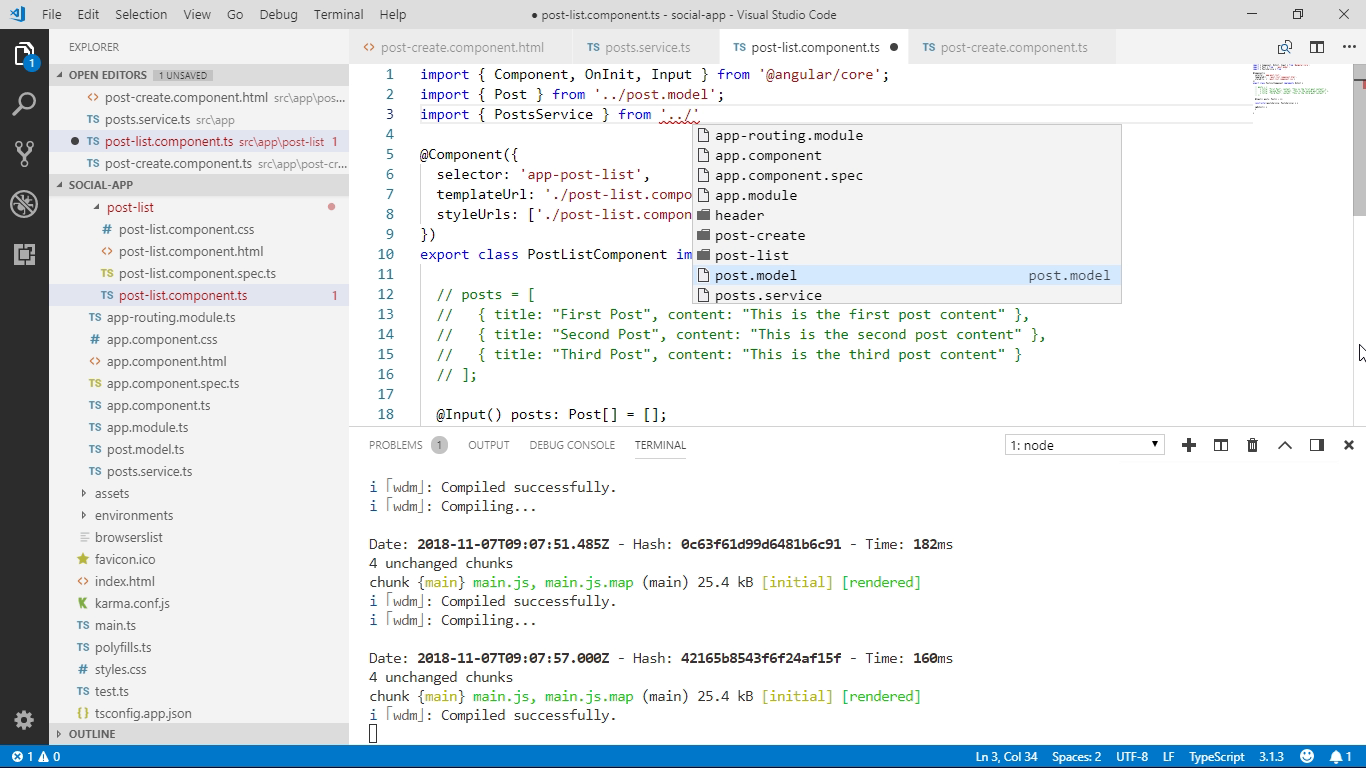 File Edit Selection View Go Debug Terminal Help
● post-list.component.ts - social-app - Visual Studio Code
1
EXPLORER
OPEN EDITORS 1 UNSAVED
<> post-create.component.html src\app\pos...
TS posts.service.ts src\app
● TS post-list.component.ts src\app\post-list 1
TS post-create.component.ts src\app\post-cr...
SOCIAL-APP
post-list
# post-list.component.css
<> post-list.component.html
TS post-list.component.spec.ts
TS post-list.component.ts 1
TS app-routing.module.ts
# app.component.css
<> app.component.html
TS app.component.spec.ts
TS app.component.ts
TS app.module.ts
TS post.model.ts
TS posts.service.ts
assets
environments
browserslist
favicon.ico
<> index.html
K karma.conf.js
TS main.ts
TS polyfills.ts
# styles.css
TS test.ts
{} tsconfig.app.json
OUTLINE
<> post-create.component.html TS posts.service.ts TS post-list.component.ts ● TS post-create.component.ts
1 import { Component, OnInit, Input } from '@angular/core';
2 import { Post } from '../post.model';
3 import { PostsService } from '../'
4
5 @Component({
6 selector: 'app-post-list',
7 templateUrl: './post-list.compo
8 styleUrls: ['./post-list.compon
9 })
10 export class PostListComponent im
11
12 // posts = [
13 // { title: "First Post", content: "This is the first post content" },
14 // { title: "Second Post", content: "This is the second post content" },
15 // { title: "Third Post", content: "This is the third post content" }
16 // ];
17
18 @Input() posts: Post[] = [];
app-routing.module
app.component
app.component.spec
app.module
header
post-create
post-list
post.model post.model
posts.service
PROBLEMS 1 OUTPUT DEBUG CONSOLE TERMINAL 1: node
i ｢wdm｣: Compiled successfully.
i ｢wdm｣: Compiling...
Date: 2018-11-07T09:07:51.485Z - Hash: 0c63f61d99d6481b6c91 - Time: 182ms
4 unchanged chunks
chunk {main} main.js, main.js.map (main) 25.4 kB [initial] [rendered]
i ｢wdm｣: Compiled successfully.
i ｢wdm｣: Compiling...
Date: 2018-11-07T09:07:57.000Z - Hash: 42165b8543f6f24af15f - Time: 160ms
4 unchanged chunks
chunk {main} main.js, main.js.map (main) 25.4 kB [initial] [rendered]
i ｢wdm｣: Compiled successfully.
1 0 Ln 3, Col 34 Spaces: 2 UTF-8 LF TypeScript 3.1.3 1